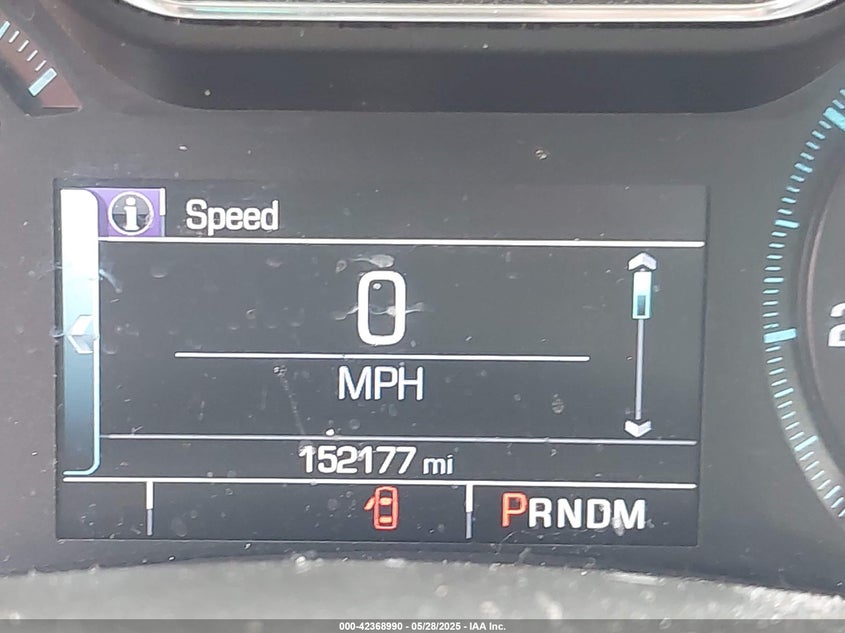 Speed
0
MPH
152177 mi
PRNDM
000-42368990 - 05/28/2025 - IAA Inc.